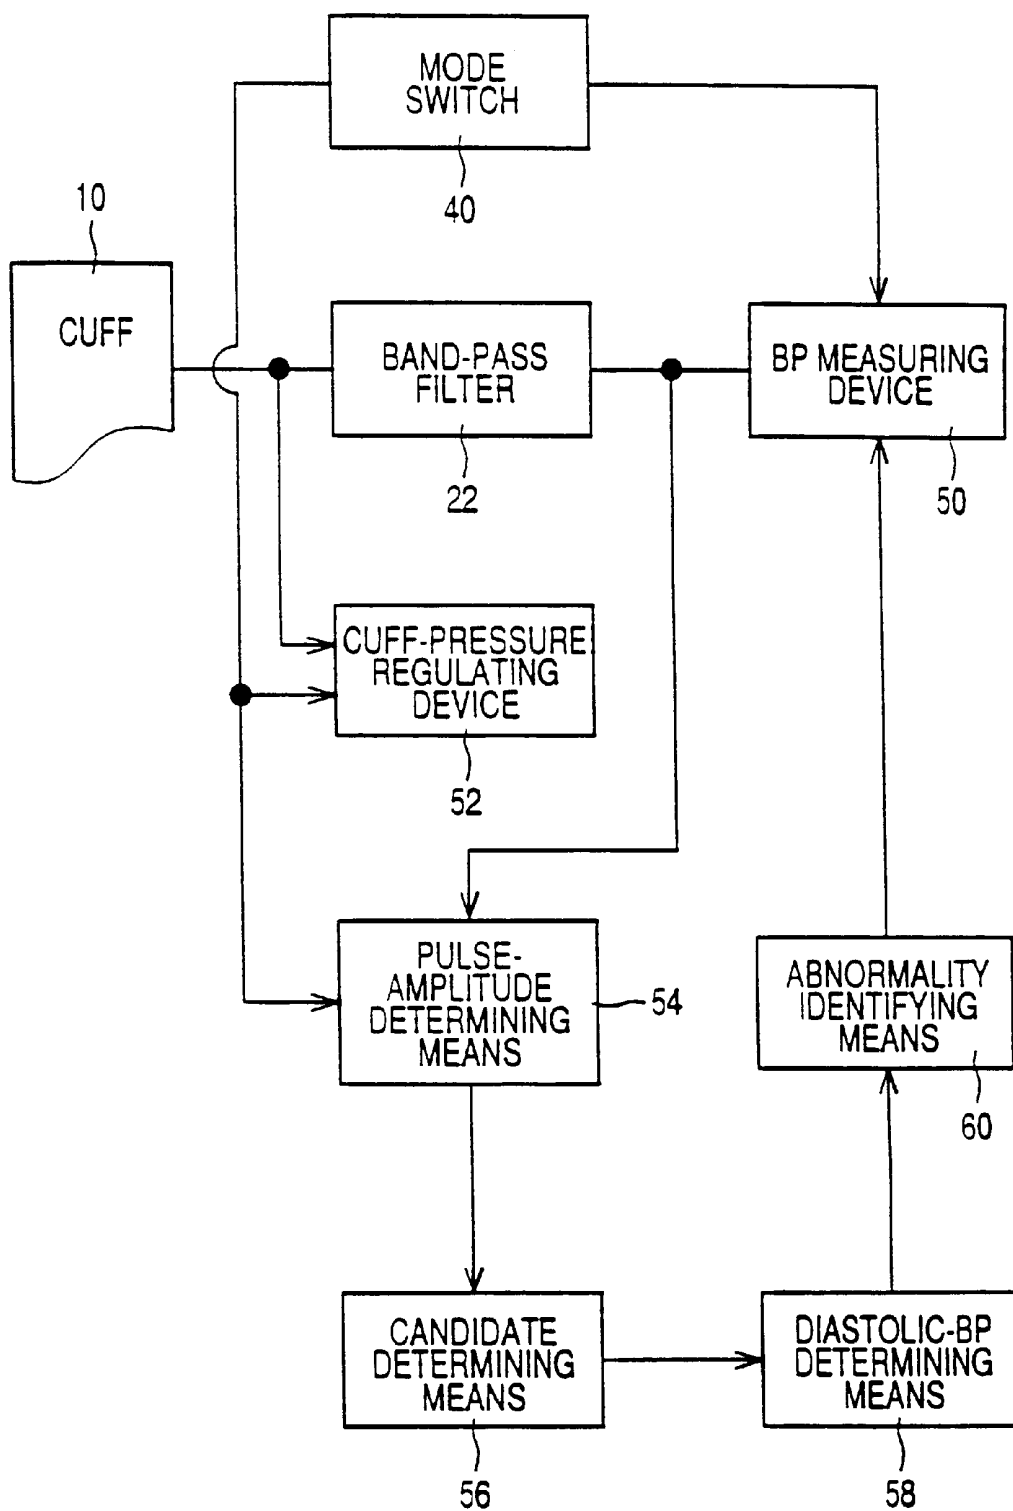 MODE
SWITCH
40
10
CUFF
BAND-PASS
FILTER
22
BP MEASURING
DEVICE
50
CUFF-PRESSURE
REGULATING
DEVICE
52
PULSE-
AMPLITUDE
DETERMINING
MEANS
54
ABNORMALITY
IDENTIFYING
MEANS
60
CANDIDATE
DETERMINING
MEANS
56
DIASTOLIC-BP
DETERMINING
MEANS
58